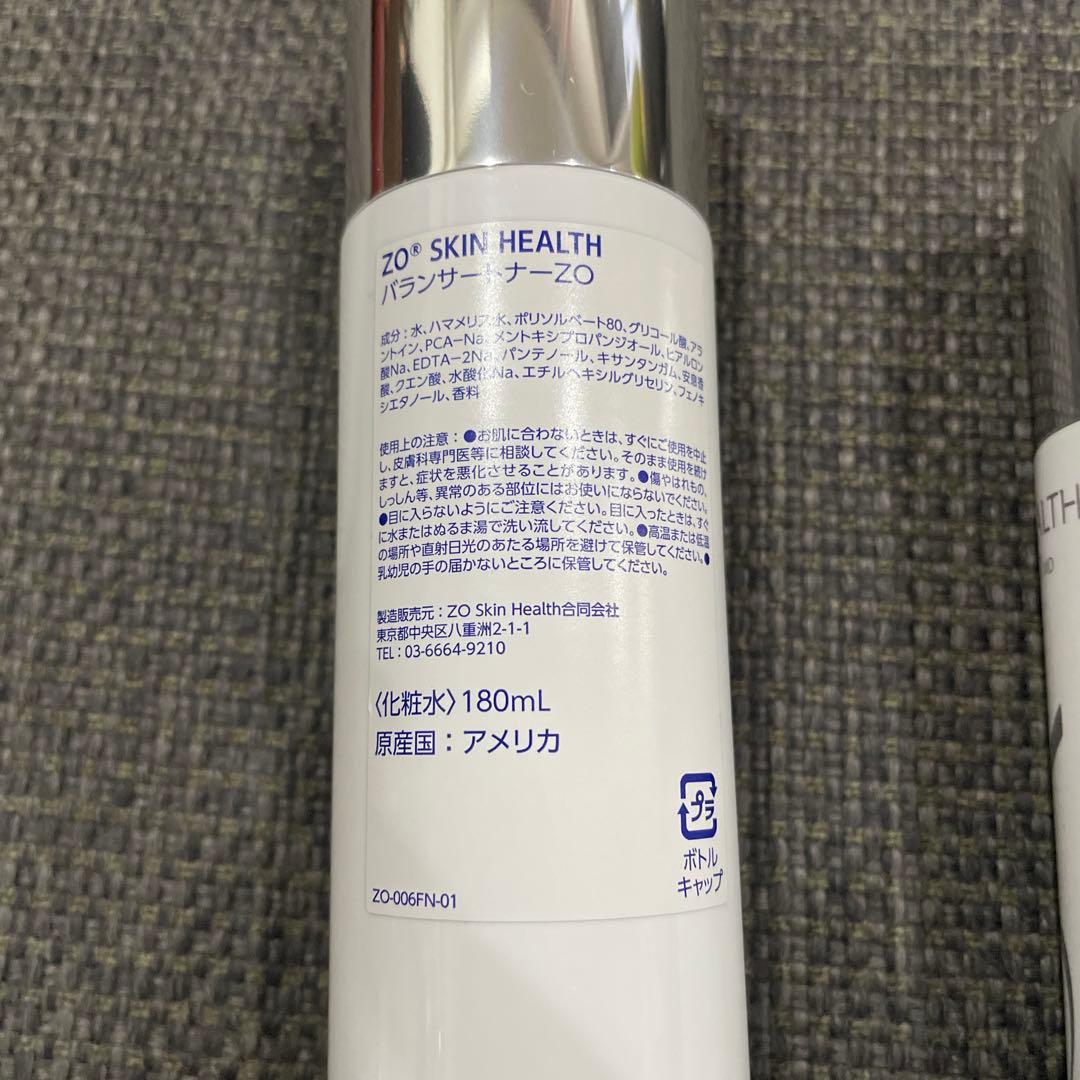 ZO® SKIN HEALTH
バランサートナーZO
成分：水、ハマメリス水、ポリソルベート80、グリコール酸、アラ
ントイン、PCA−Na、メントキシプロパンジオール、ヒアルロン
酸Na、EDTA−2Na、パンテノール、キサンタンガム、安息香
酸、クエン酸、水酸化Na、エチルヘキシルグリセリン、フェノキ
シエタノール、香料
使用上の注意：●お肌に合わないときは、すぐにご使用を中止
し、皮膚科専門医等に相談してください。そのまま使用を続け
ますと、症状を悪化させることがあります。●傷やはれもの、
しっしん等、異常のある部位にはお使いにならないでください。
●目に入らないようにご注意ください。目に入ったときは、すぐ
に水またはぬるま湯で洗い流してください。●高温または低温
の場所や直射日光のあたる場所を避けて保管してください。●
乳幼児の手の届かないところに保管してください。
製造販売元：ZO Skin Health合同会社
東京都中央区八重洲2-1-1
TEL：03-6664-9210
〈化粧水〉180mL
原産国：アメリカ
プラ
ボトル
キャップ
ZO-006FN-01